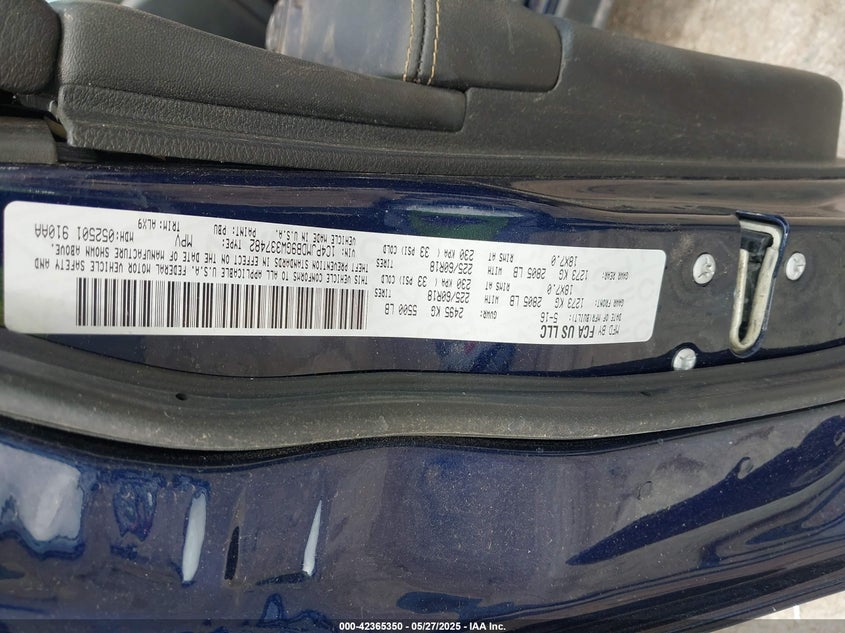 MFD BY FCA US LLC
DATE OF MFR(BUILT): 5-16
GVWR: 2495 KG 5500 LB
GAWR FRONT: 1273 KG 2805 LB WITH 225/60R18 TIRES
18X7.0 RIMS AT 230 KPA ( 33 PSI) COLD
GAWR REAR: 1273 KG 2805 LB WITH 225/60R18 TIRES
18X7.0 RIMS AT 230 KPA ( 33 PSI) COLD
THIS VEHICLE CONFORMS TO ALL APPLICABLE U.S.A. FEDERAL MOTOR VEHICLE SAFETY AND
THEFT PREVENTION STANDARDS IN EFFECT ON THE DATE OF MANUFACTURE SHOWN ABOVE.
VIN: 1C4PJMDB9GW337482 TYPE: MPV MDH:052501 910AA
VEHICLE MADE IN U.S.A. PAINT: PBU TRIM: ALX9
000-42365350 / 05/27/2025 - IAA Inc.